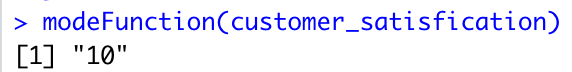 > modeFunction(customer_satisfication)
[1] "10"